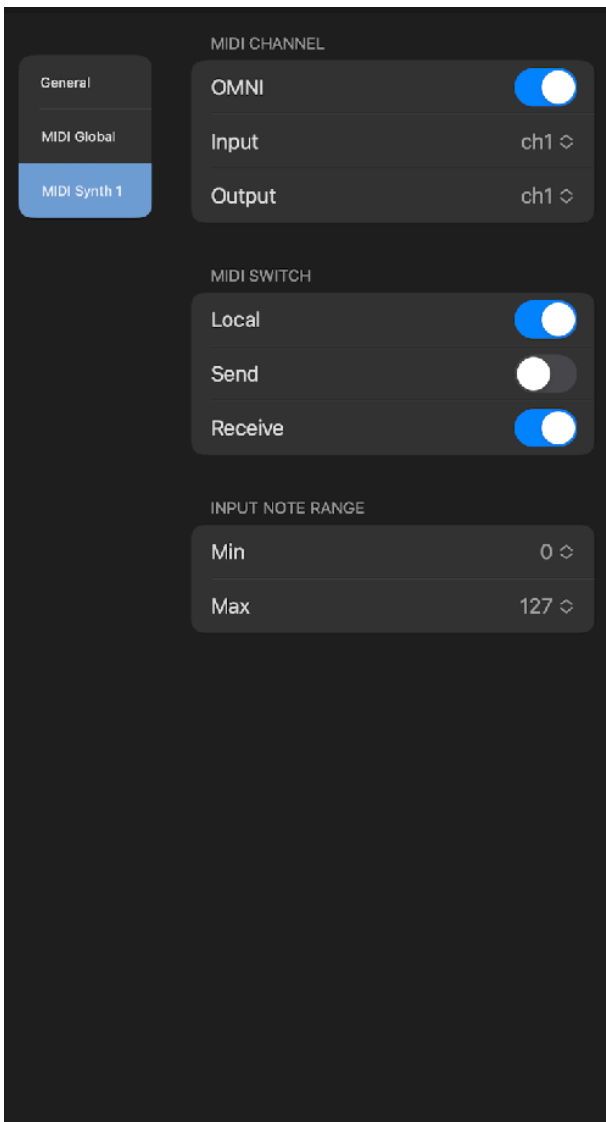 General
MIDI Global
MIDI Synth 1
MIDI CHANNEL
OMNI
Input ch1
Output ch1
MIDI SWITCH
Local
Send
Receive
INPUT NOTE RANGE
Min 0
Max 127